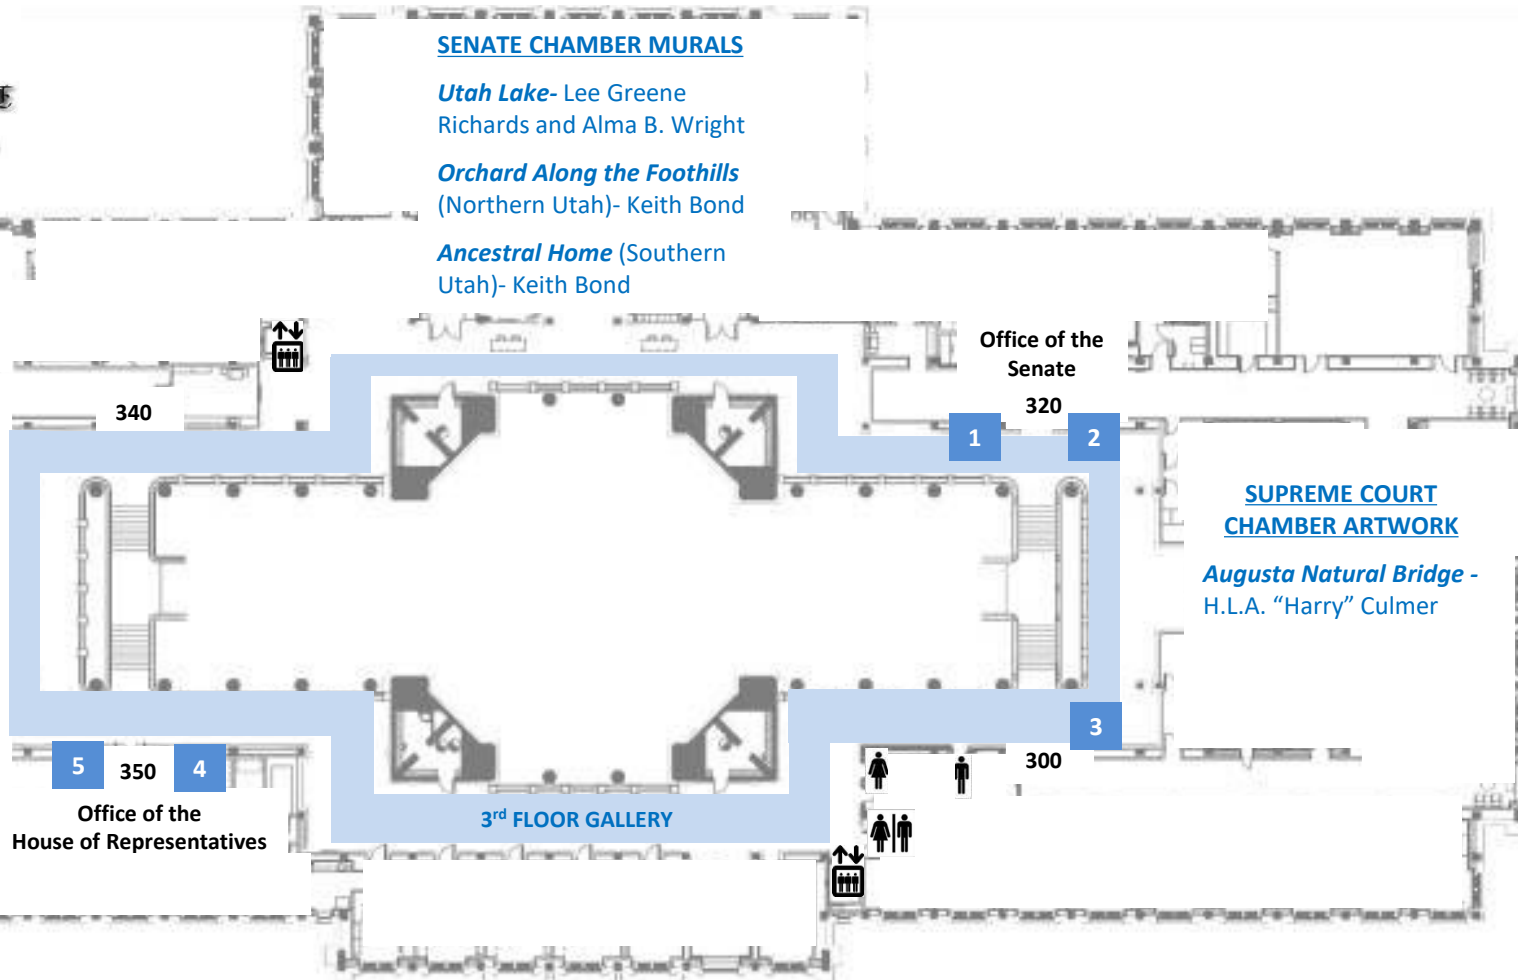 SENATE CHAMBER MURALS
Utah Lake- Lee Greene
Richards and Alma B. Wright
Orchard Along the Foothills
(Northern Utah)- Keith Bond
Ancestral Home (Southern
Utah)- Keith Bond
Office of the
Senate
320
340
1
2
SUPREME COURT
CHAMBER ARTWORK
Augusta Natural Bridge -
H.L.A. “Harry” Culmer
3
300
5
350
4
Office of the
House of Representatives
3rd FLOOR GALLERY